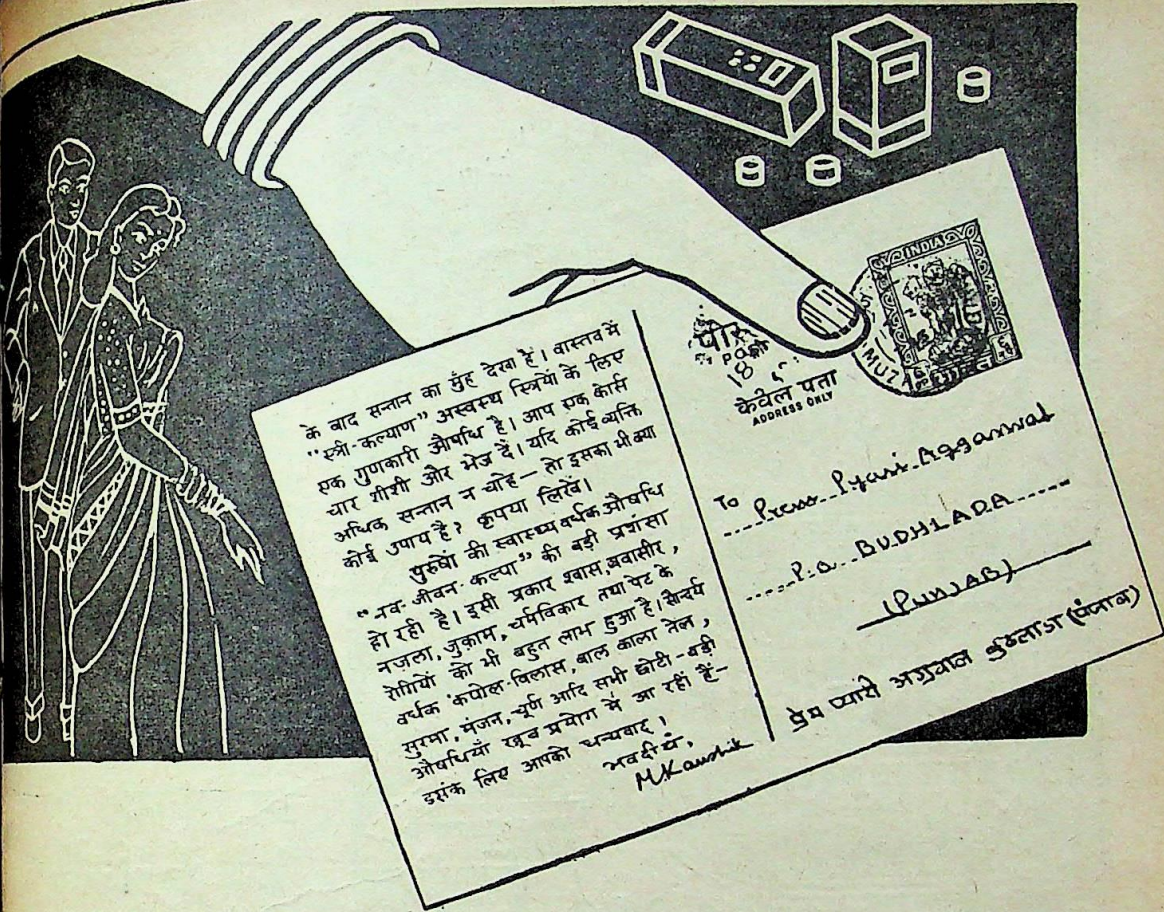 के बाद सन्तान का मुँह देखा है। वास्तव में
"स्त्री-कल्याण" अस्वस्थ स्त्रियों के लिए
एक गुणकारी औषधि है। आप एक कोर्स
चार शीशी और भेज दें। यदि कोई व्यक्ति
अधिक सन्तान न चाहे— तो इसका भी क्या
कोई उपाय है? कृपया लिखें।
पुरुषों की स्वास्थ्य वर्धक औषधि
"नव-जीवन-कल्पा" की बड़ी प्रशंसा
हो रही है। इसी प्रकार श्वास, बवासीर,
नज़ला, जुकाम, चर्मविकार तथा पेट के
रोगियों को भी बहुत लाभ हुआ है। सौन्दर्य
वर्धक कपोल-विलास, बाल काला तेल,
सुरमा, मंजन, चूर्ण आदि सभी छोटी-बड़ी
औषधियाँ खूब प्रयोग में आ रहीं हैं-
इसके लिए आपको धन्यवाद।
भवदीय,
M.Kaushik
INDIA
पोस्ट
18
केवल पता
ADDRESS ONLY
To Prem Pyari Aggarwal
P.O. BUDHLADA
(PUNJAB)
प्रेम प्यारी अग्रवाल बुढलाडा (पंजाब)